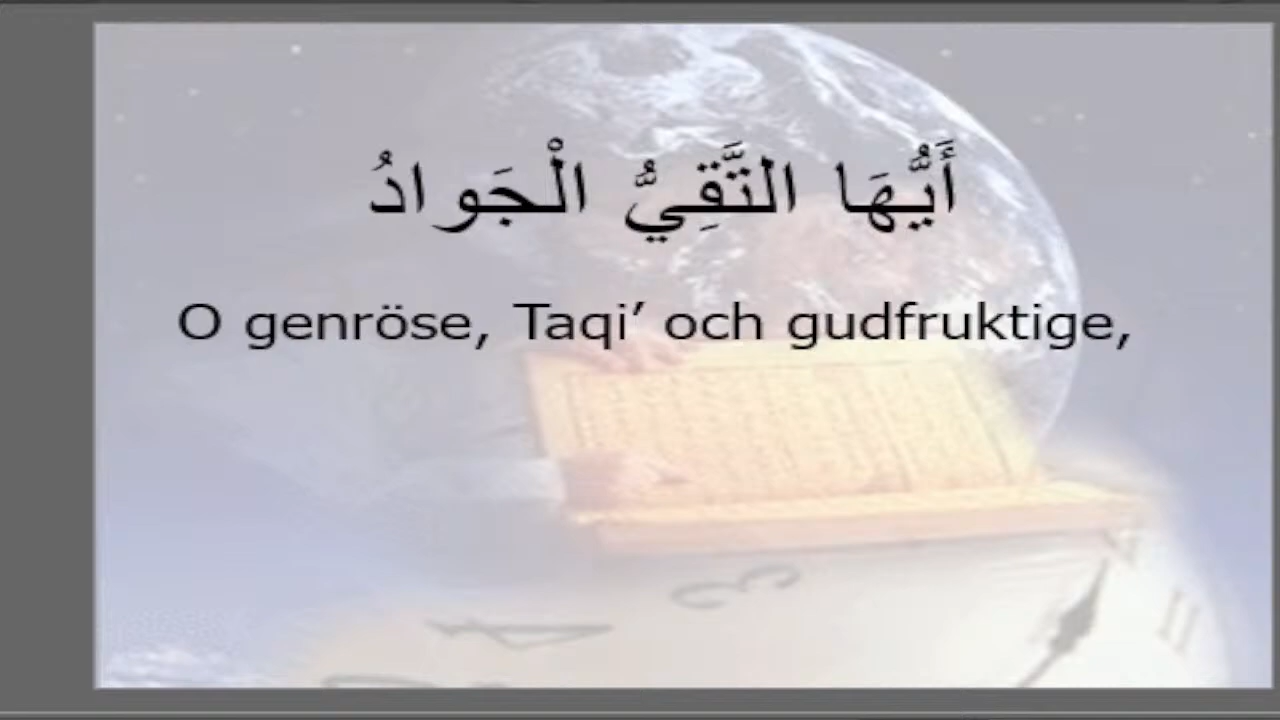 أَيُّهَا التَّقِيُّ الْجَوادُ
O genröse, Taqi’ och gudfruktige,